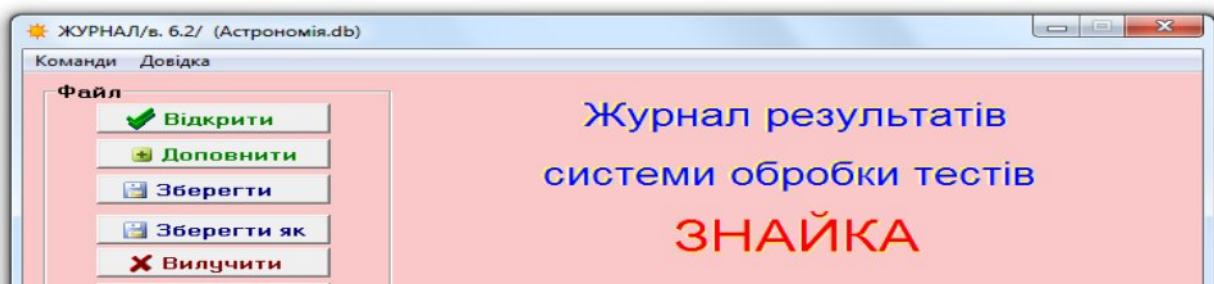 ЖУРНАЛ/в. 6.2/ (Астрономія.db)
Команди Довідка
Файл
Відкрити
Доповнити
Зберегти
Зберегти як
Вилучити
Журнал результатів
системи обробки тестів
ЗНАЙКА